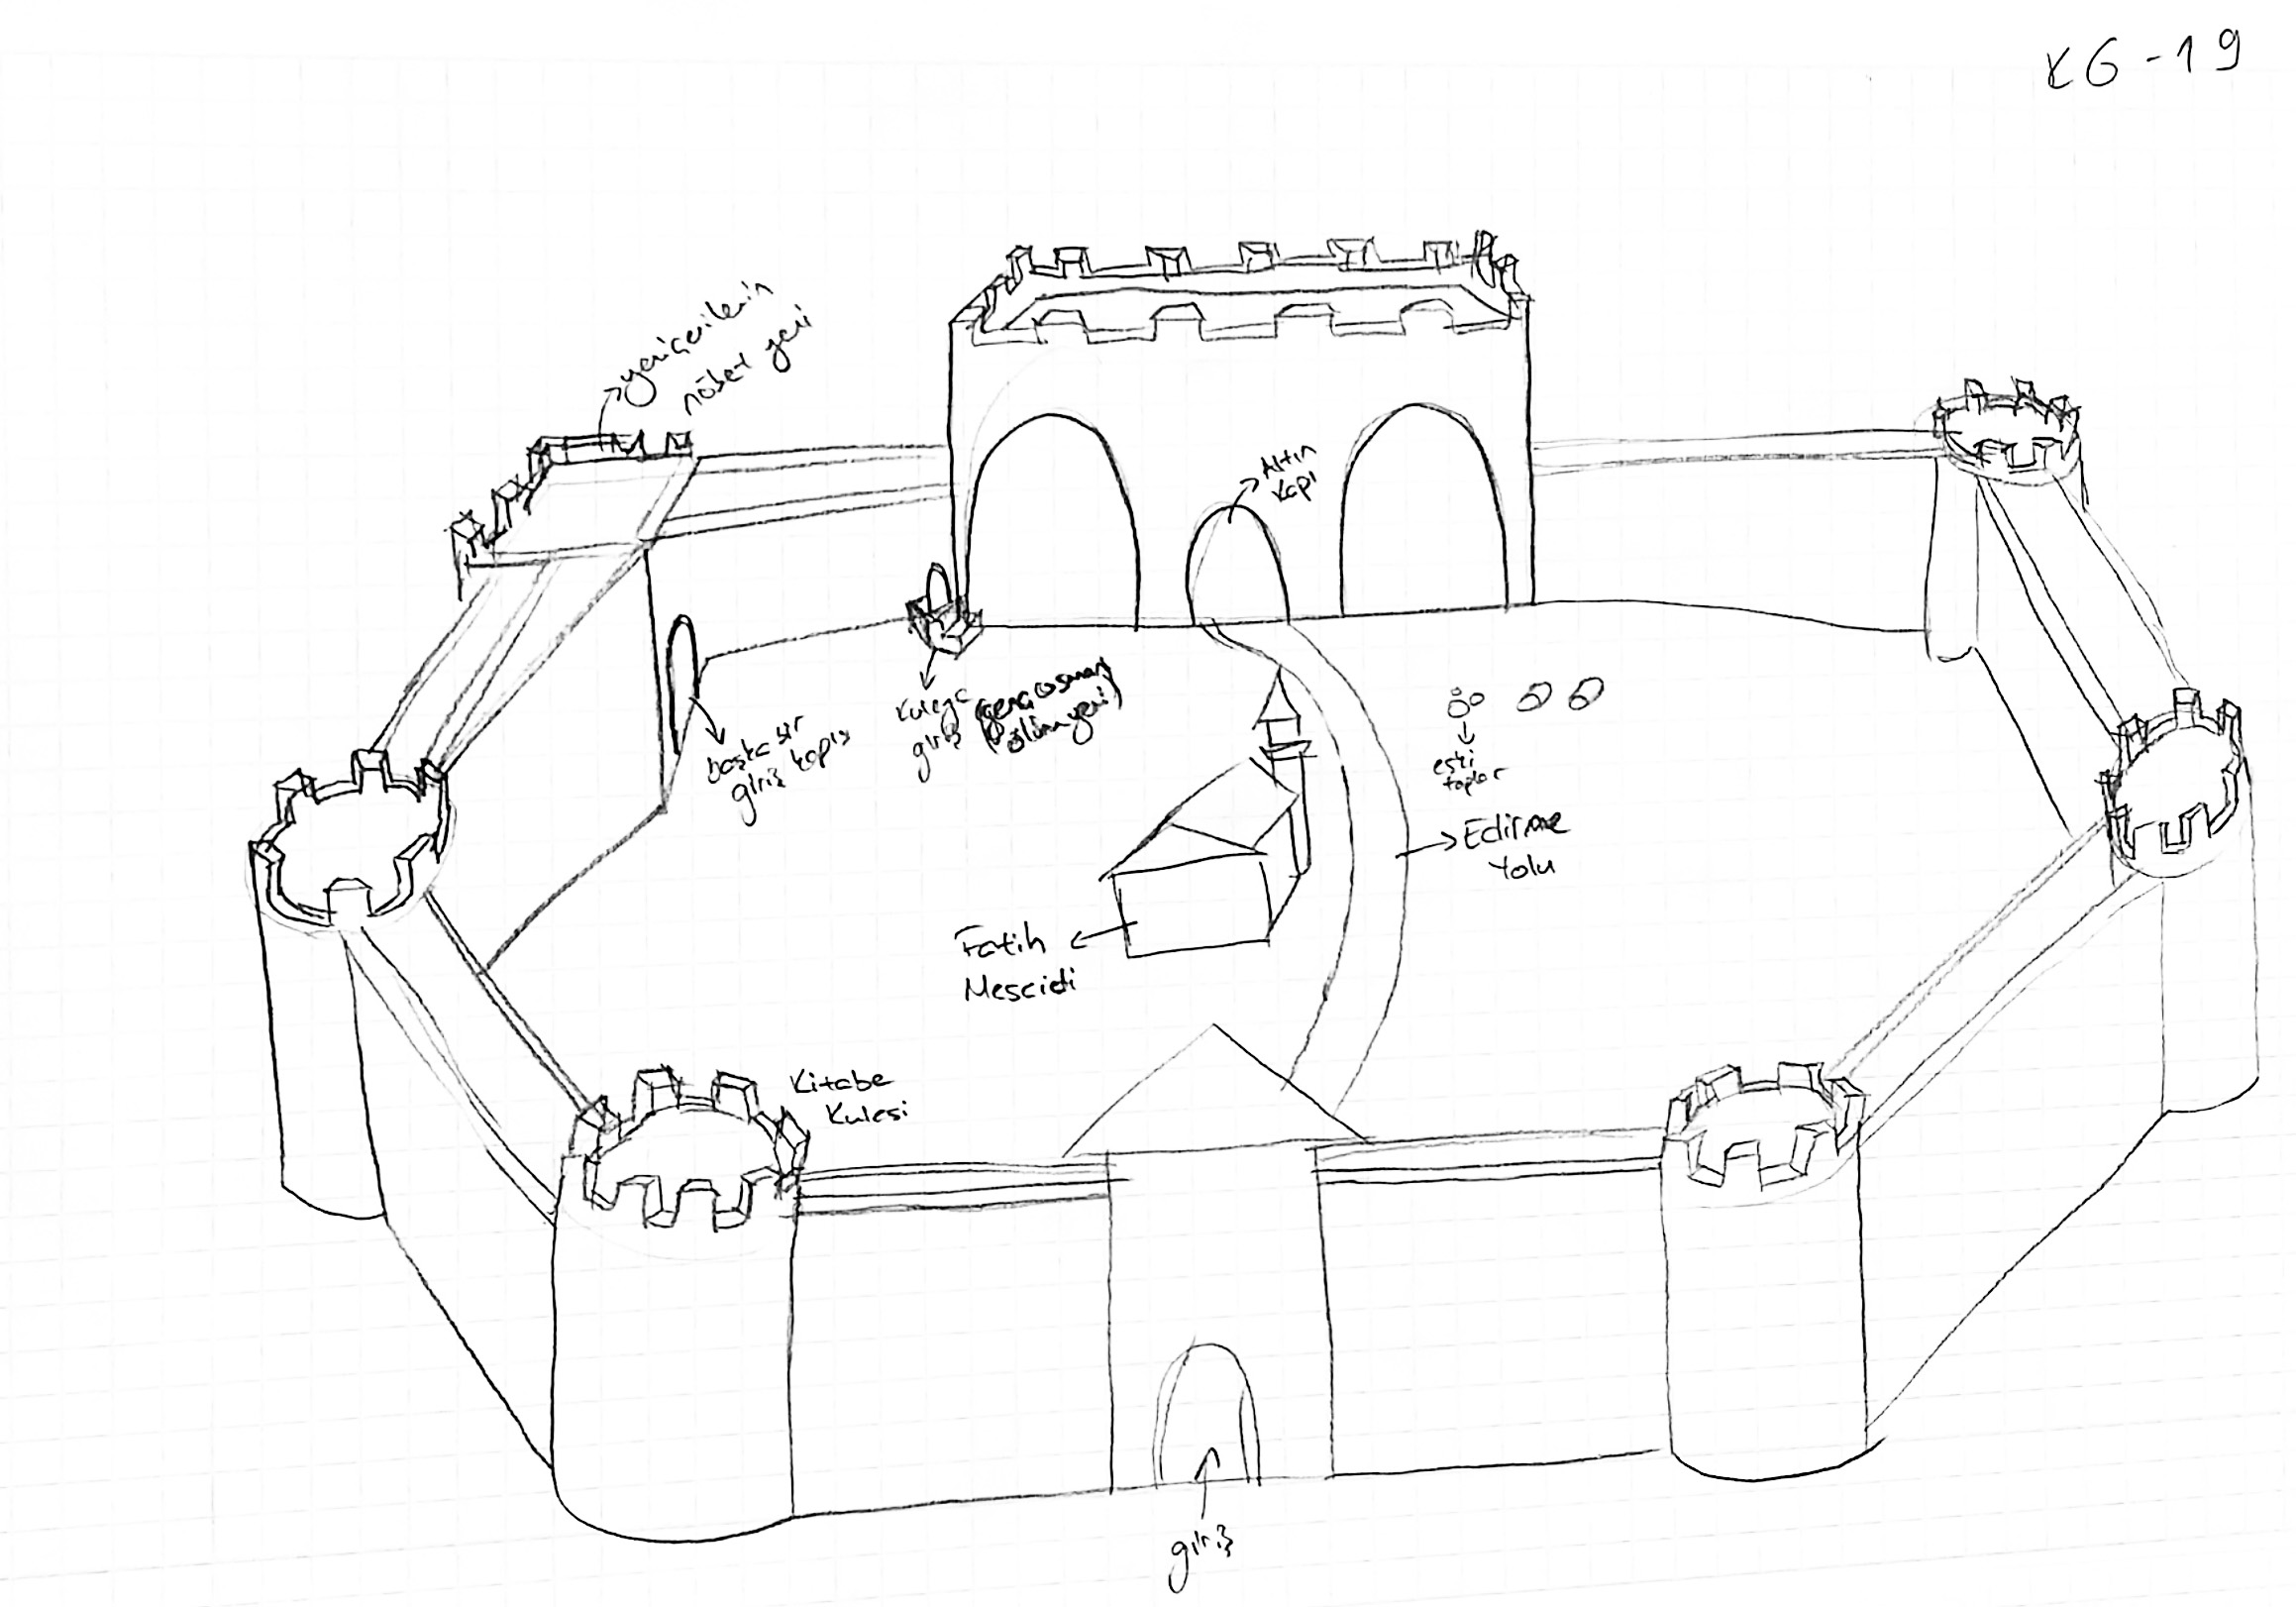 KG-19
yeniçerilerin
nöbet yeri
Altın
Kapı
başka bir
giriş kapısı
Kuleye
giriş
(genç osman
ölüm yeri)
eski
toplar
Edirne
Yolu
Fatih
Mescidi
Kitabe
Kulesi
giriş